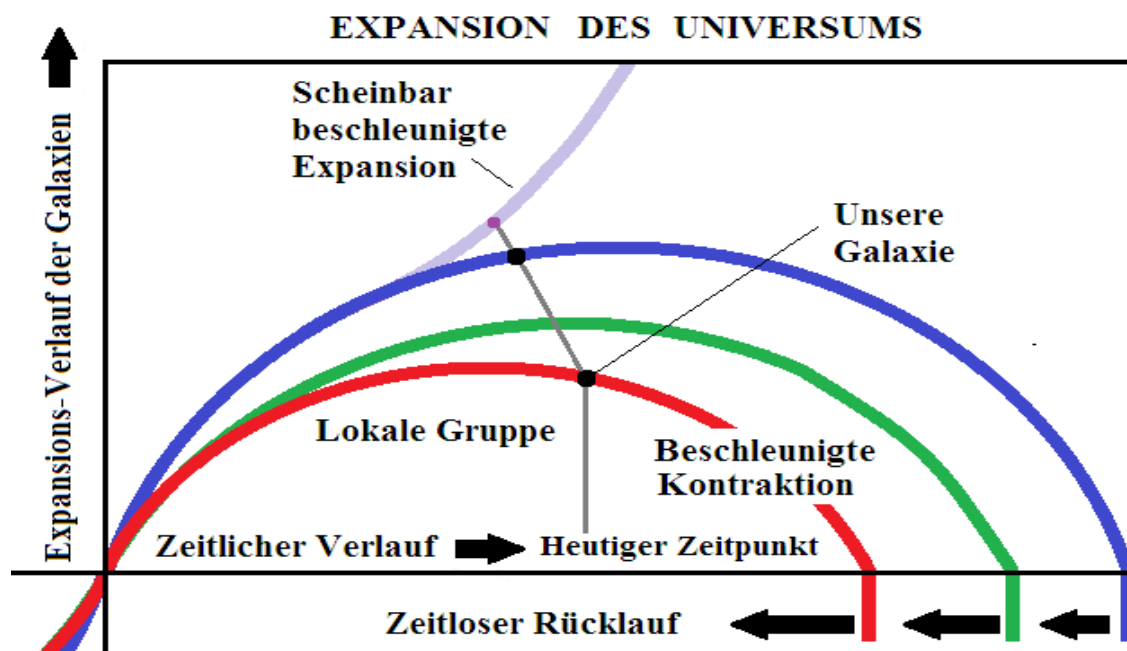 EXPANSION DES UNIVERSUMS
Expansions-Verlauf der Galaxien
Scheinbar
beschleunigte
Expansion
Unsere
Galaxie
Lokale Gruppe
Beschleunigte
Kontraktion
Zeitlicher Verlauf
Heutiger Zeitpunkt
Zeitloser Rücklauf